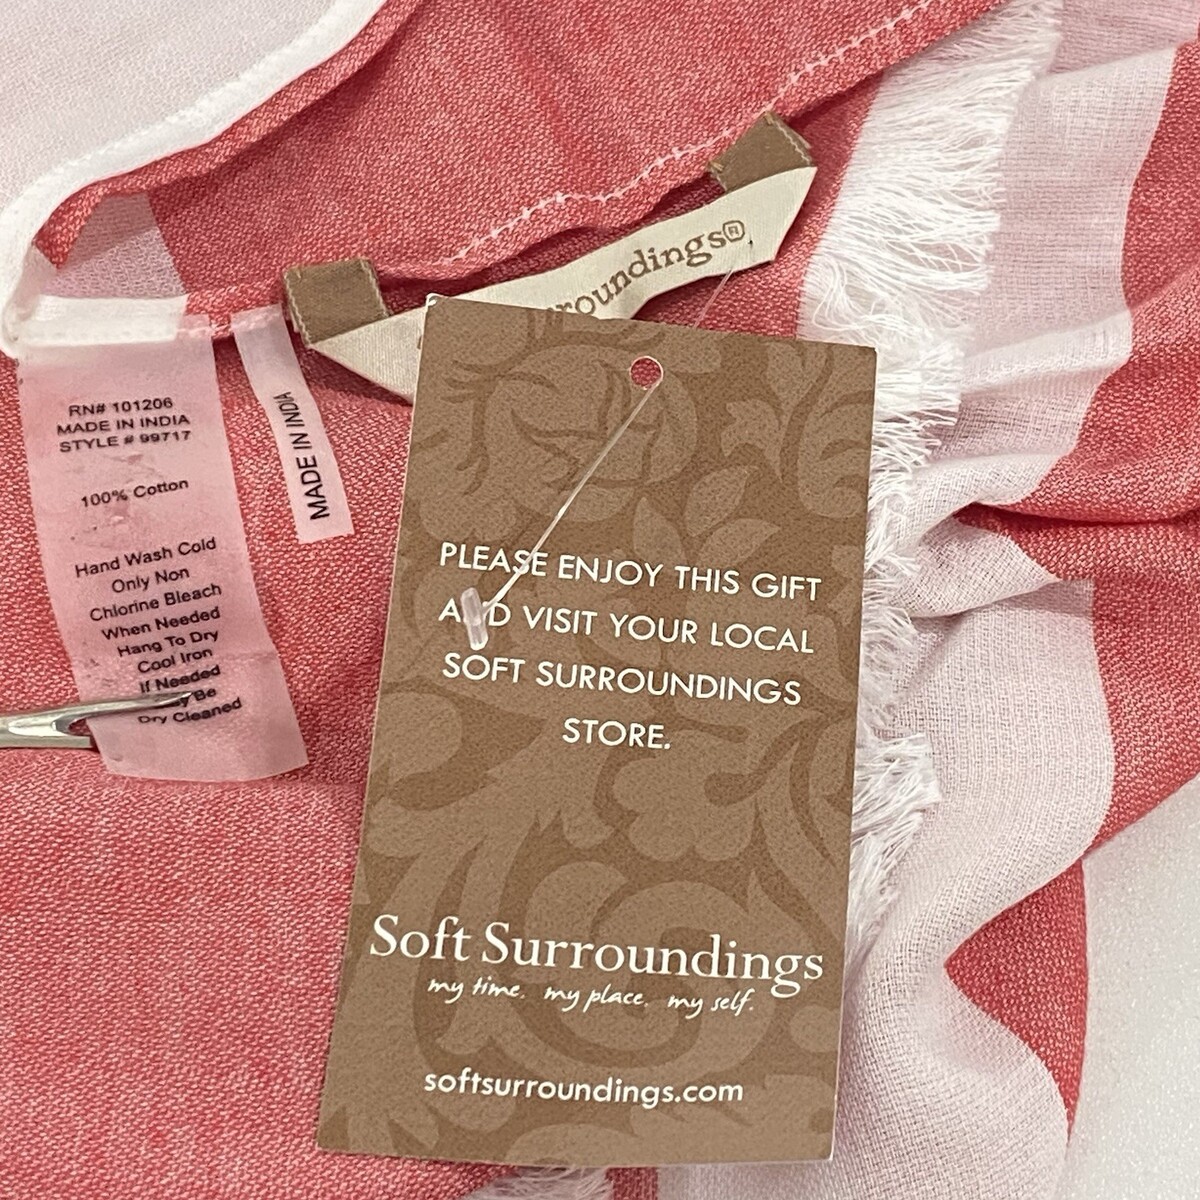 roundings®
RN# 101206
MADE IN INDIA
STYLE # 99717
100% Cotton
Hand Wash Cold
Only Non
Chlorine Bleach
When Needed
Hang To Dry
Cool Iron
If Needed
Be
Dry Cleaned
MADE IN INDIA
PLEASE ENJOY THIS GIFT
AND VISIT YOUR LOCAL
SOFT SURROUNDINGS
STORE.
Soft Surroundings
my time. my place. my self.
softsurroundings.com